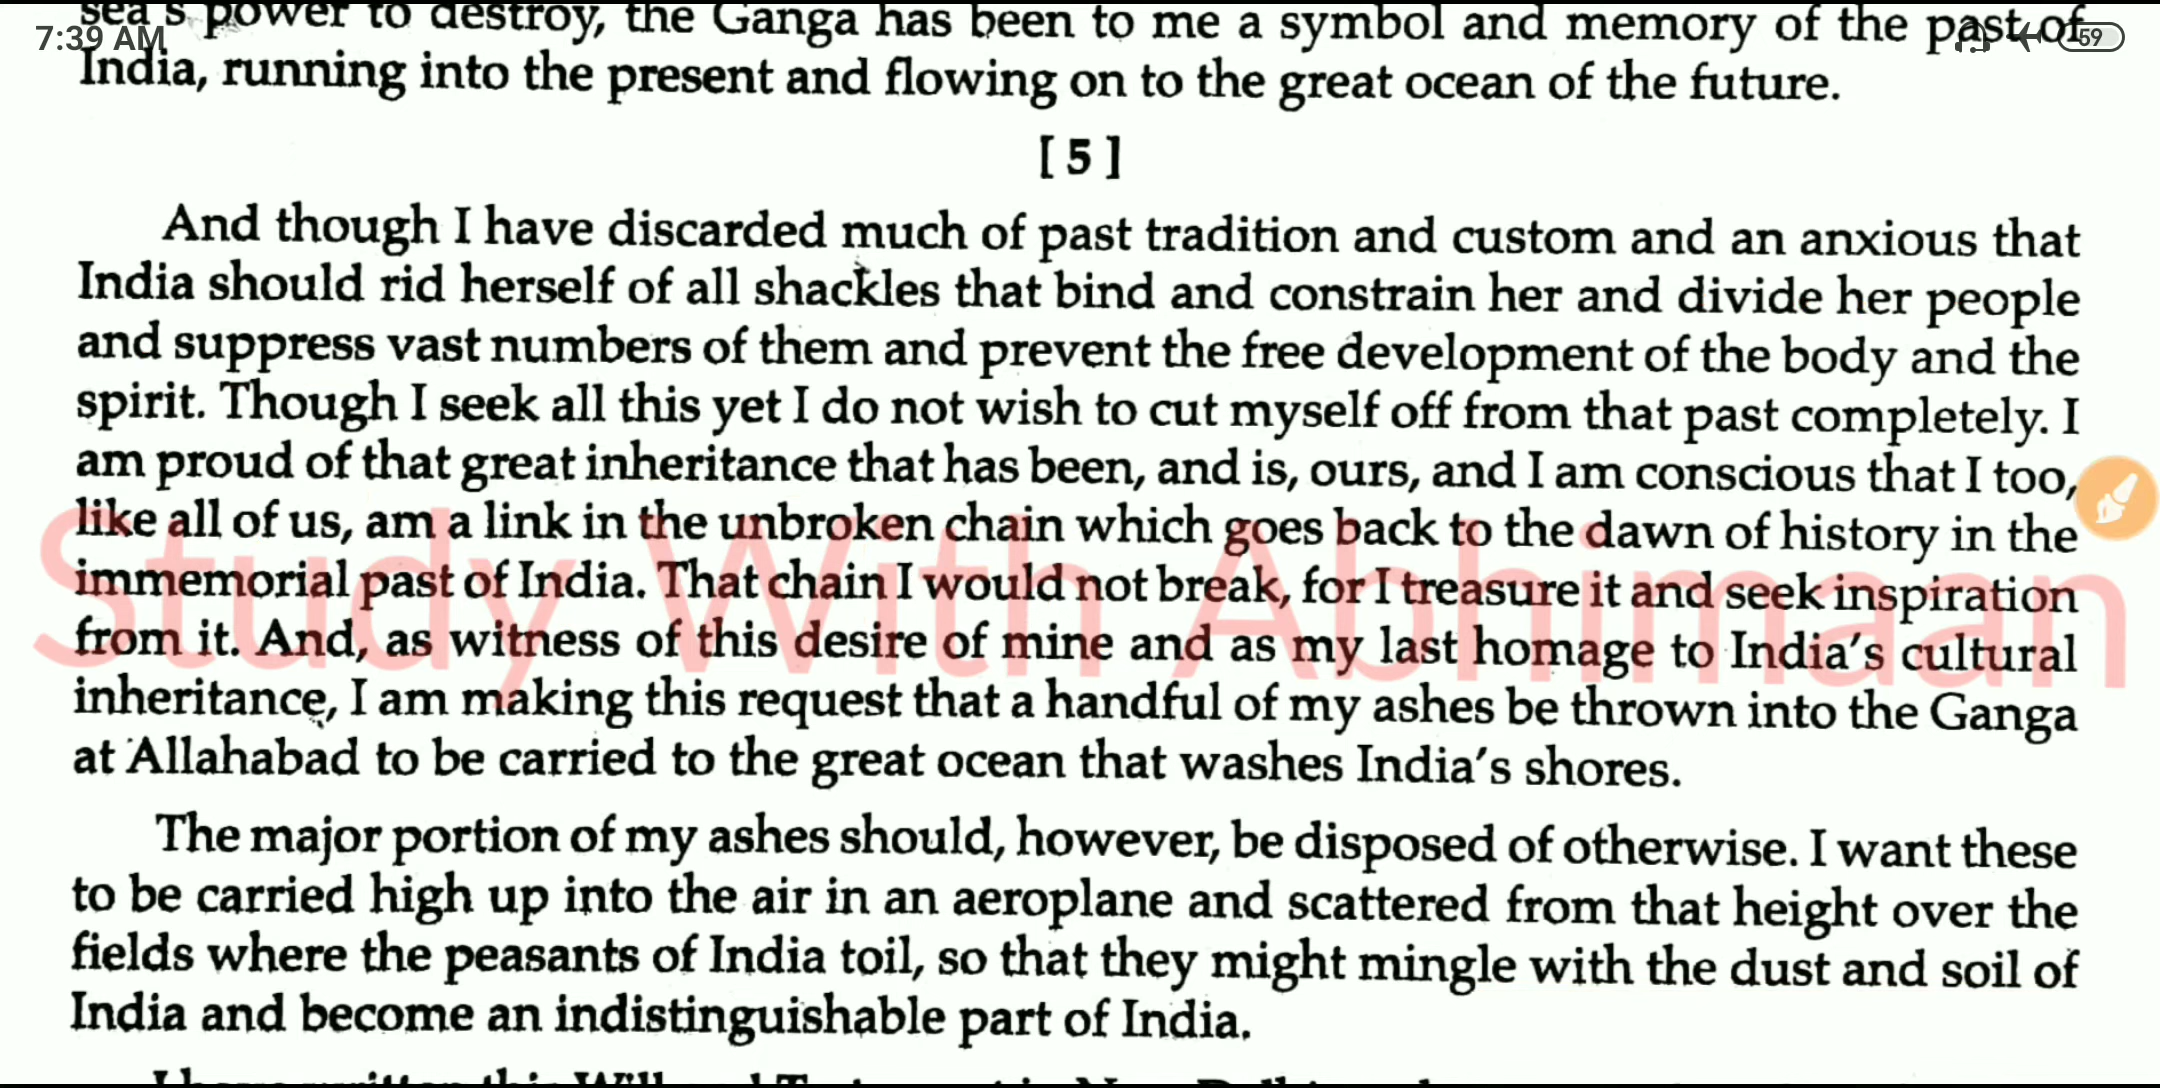 sea's power to destroy, the Ganga has been to me a symbol and memory of the past of
7:39 AM
59
India, running into the present and flowing on to the great ocean of the future.
[ 5 ]
And though I have discarded much of past tradition and custom and an anxious that
India should rid herself of all shackles that bind and constrain her and divide her people
and suppress vast numbers of them and prevent the free development of the body and the
spirit. Though I seek all this yet I do not wish to cut myself off from that past completely. I
am proud of that great inheritance that has been, and is, ours, and I am conscious that I too,
like all of us, am a link in the unbroken chain which goes back to the dawn of history in the
Study With Abhimaan
immemorial past of India. That chain I would not break, for I treasure it and seek inspiration
from it. And, as witness of this desire of mine and as my last homage to India's cultural
inheritance, I am making this request that a handful of my ashes be thrown into the Ganga
at Allahabad to be carried to the great ocean that washes India's shores.
The major portion of my ashes should, however, be disposed of otherwise. I want these
to be carried high up into the air in an aeroplane and scattered from that height over the
fields where the peasants of India toil, so that they might mingle with the dust and soil of
India and become an indistinguishable part of India.
I have written this Will and